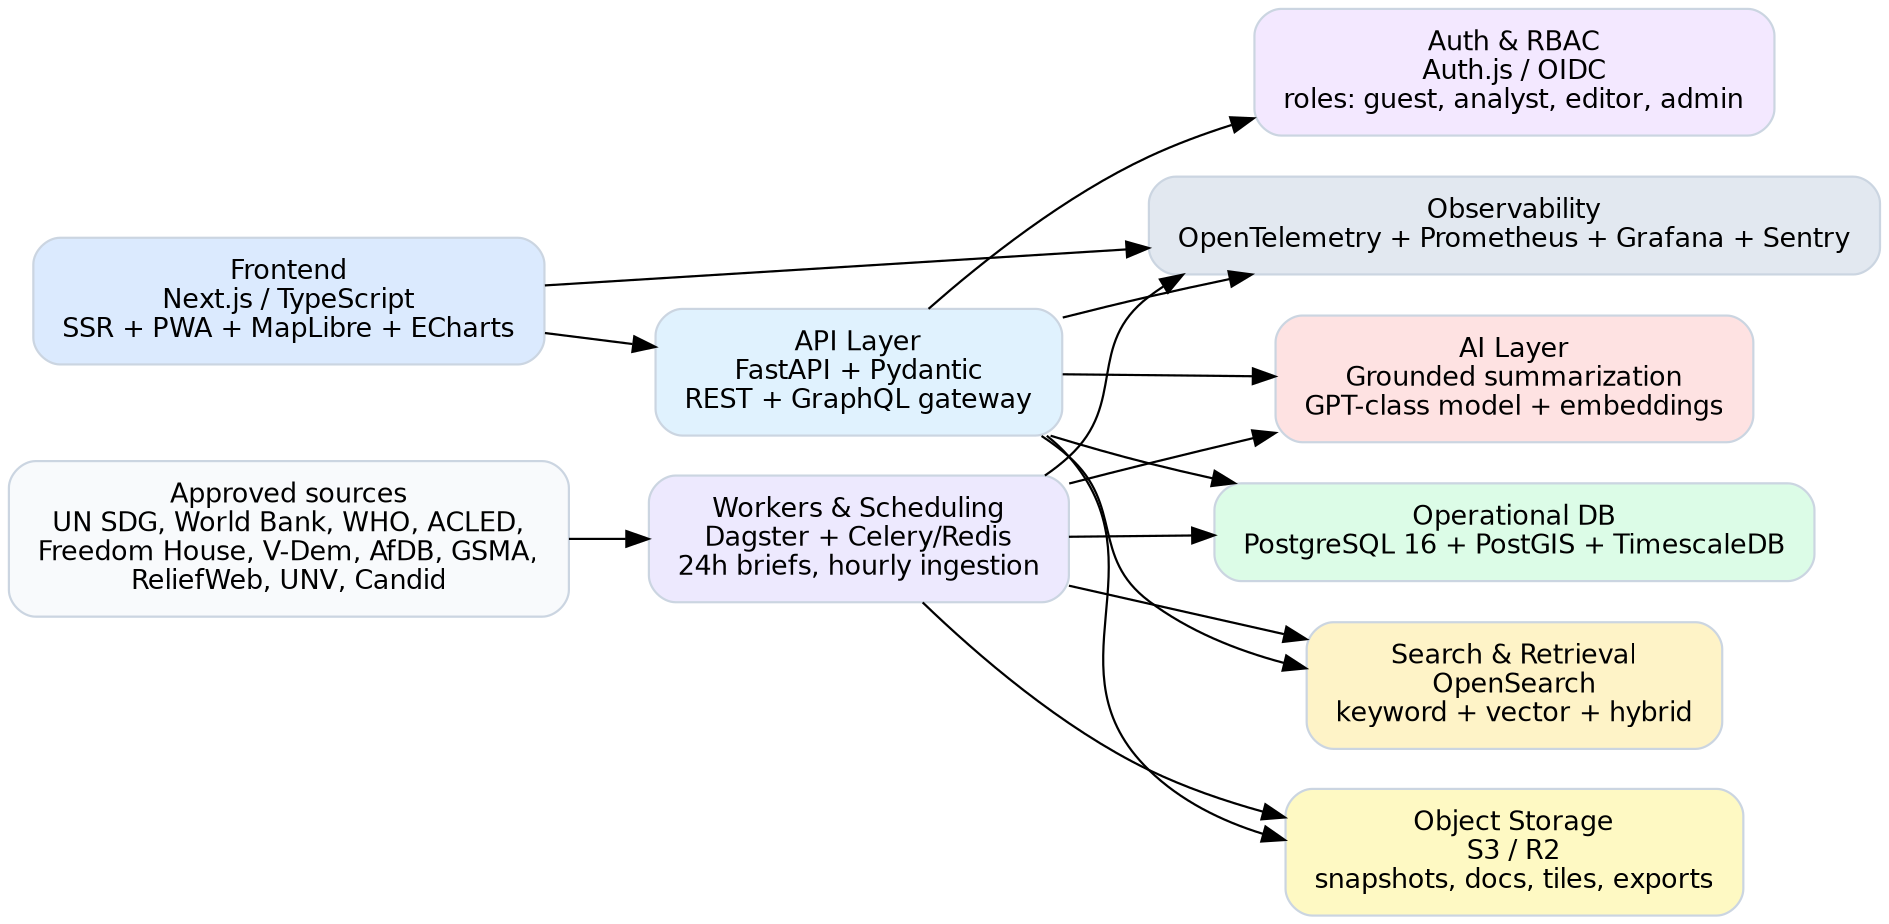 Frontend
Next.js / TypeScript
SSR + PWA + MapLibre + ECharts
Approved sources
UN SDG, World Bank, WHO, ACLED,
Freedom House, V-Dem, AfDB, GSMA,
ReliefWeb, UNV, Candid
API Layer
FastAPI + Pydantic
REST + GraphQL gateway
Workers & Scheduling
Dagster + Celery/Redis
24h briefs, hourly ingestion
Auth & RBAC
Auth.js / OIDC
roles: guest, analyst, editor, admin
Observability
OpenTelemetry + Prometheus + Grafana + Sentry
AI Layer
Grounded summarization
GPT-class model + embeddings
Operational DB
PostgreSQL 16 + PostGIS + TimescaleDB
Search & Retrieval
OpenSearch
keyword + vector + hybrid
Object Storage
S3 / R2
snapshots, docs, tiles, exports